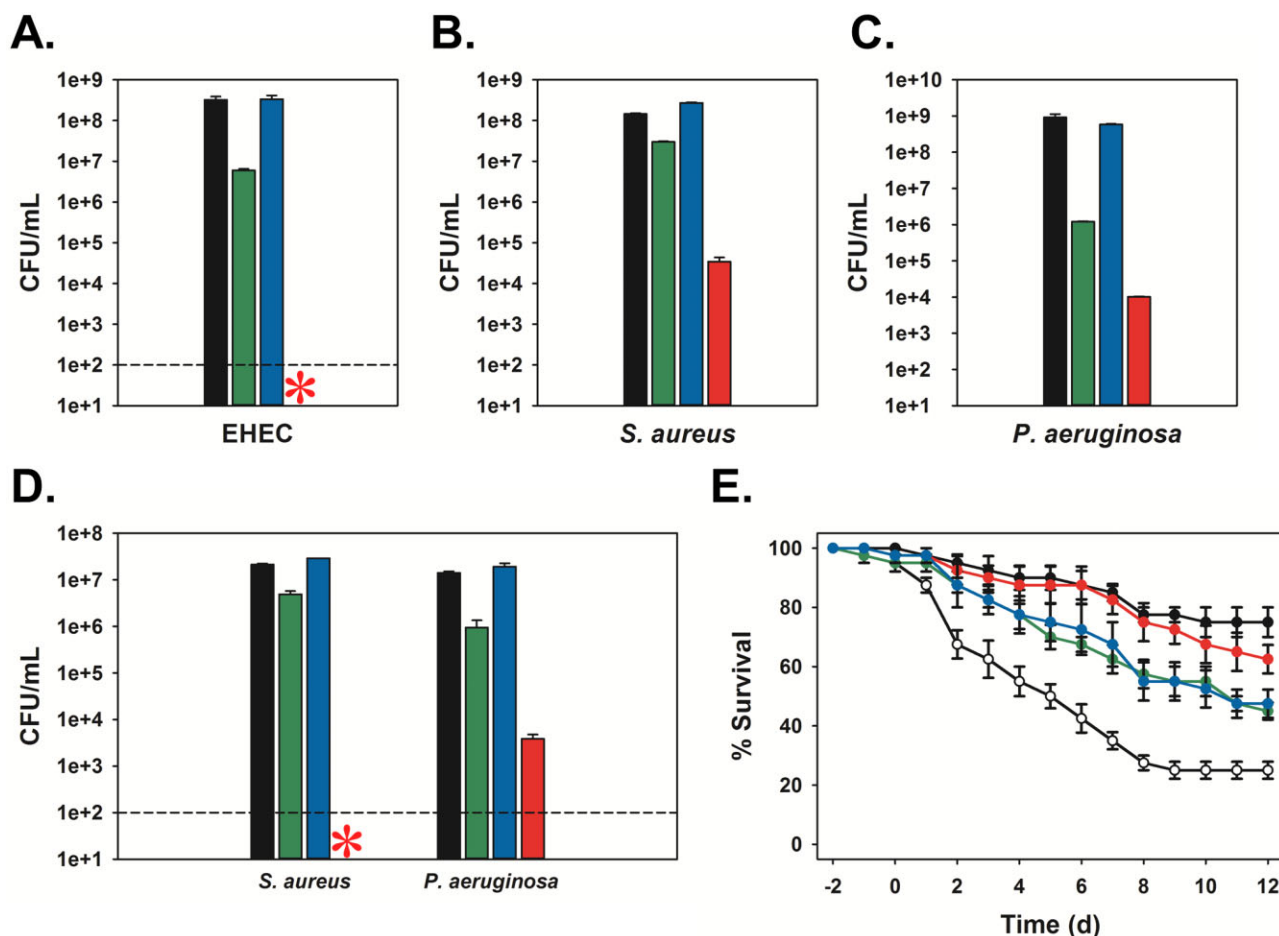 A.
CFU/mL
1e+9
1e+8
1e+7
1e+6
1e+5
1e+4
1e+3
1e+2
1e+1
*
EHEC
B.
CFU/mL
1e+9
1e+8
1e+7
1e+6
1e+5
1e+4
1e+3
1e+2
1e+1
S. aureus
C.
CFU/mL
1e+10
1e+9
1e+8
1e+7
1e+6
1e+5
1e+4
1e+3
1e+2
1e+1
P. aeruginosa
D.
CFU/mL
1e+8
1e+7
1e+6
1e+5
1e+4
1e+3
1e+2
1e+1
*
S. aureus P. aeruginosa
E.
% Survival
100
80
60
40
20
0
-2 0 2 4 6 8 10 12
Time (d)